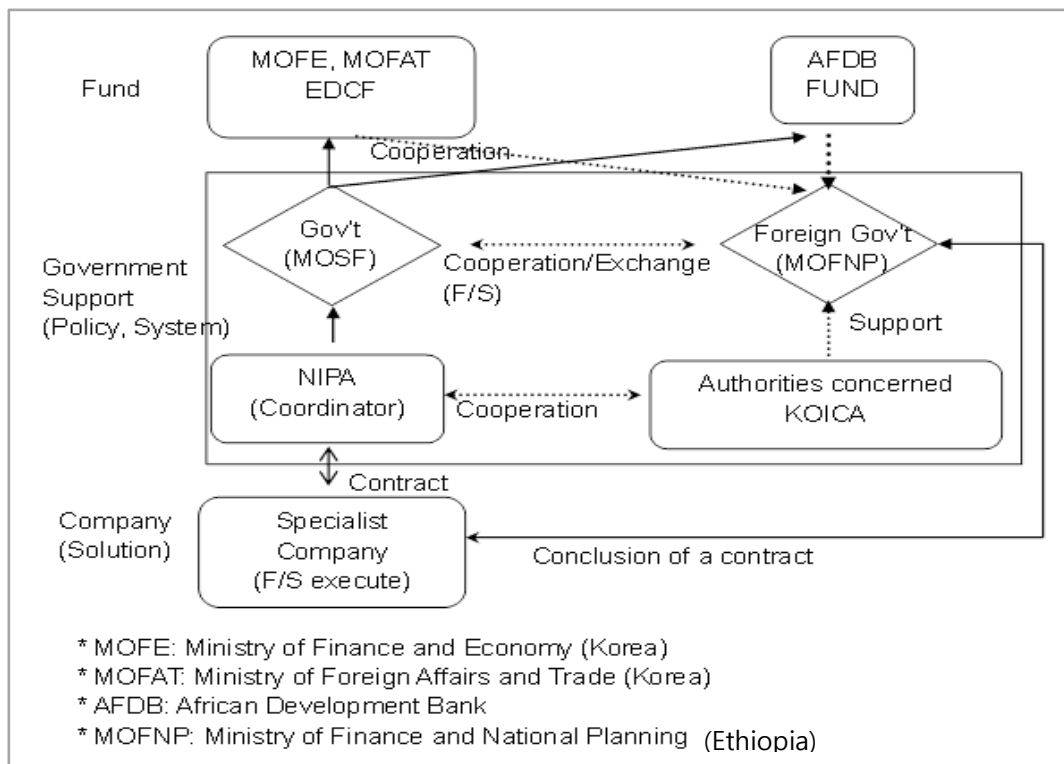 MOFE, MOFAT
EDCF
AFDB
FUND
Fund
Cooperation
Gov't
(MOSF)
Foreign Gov't
(MOFNP)
Cooperation/Exchange
(F/S)
Government
Support
(Policy, System)
Support
NIPA
(Coordinator)
Cooperation
Authorities concerned
KOICA
Contract
Company
(Solution)
Specialist
Company
(F/S execute)
Conclusion of a contract
* MOFE: Ministry of Finance and Economy (Korea)
* MOFAT: Ministry of Foreign Affairs and Trade (Korea)
* AFDB: African Development Bank
* MOFNP: Ministry of Finance and National Planning (Ethiopia)